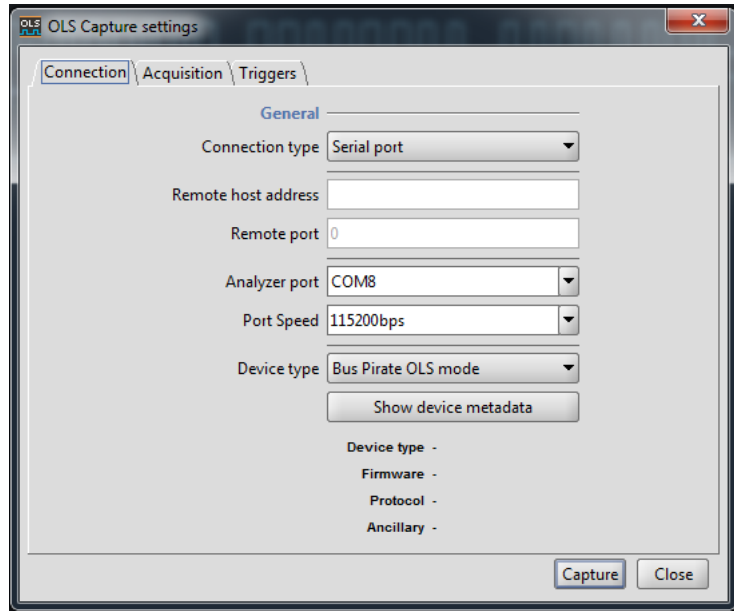 OLS
OLS Capture settings
Connection Acquisition Triggers
General
Connection type Serial port
Remote host address
Remote port 0
Analyzer port COM8
Port Speed 115200bps
Device type Bus Pirate OLS mode
Show device metadata
Device type -
Firmware -
Protocol -
Ancillary -
Capture Close